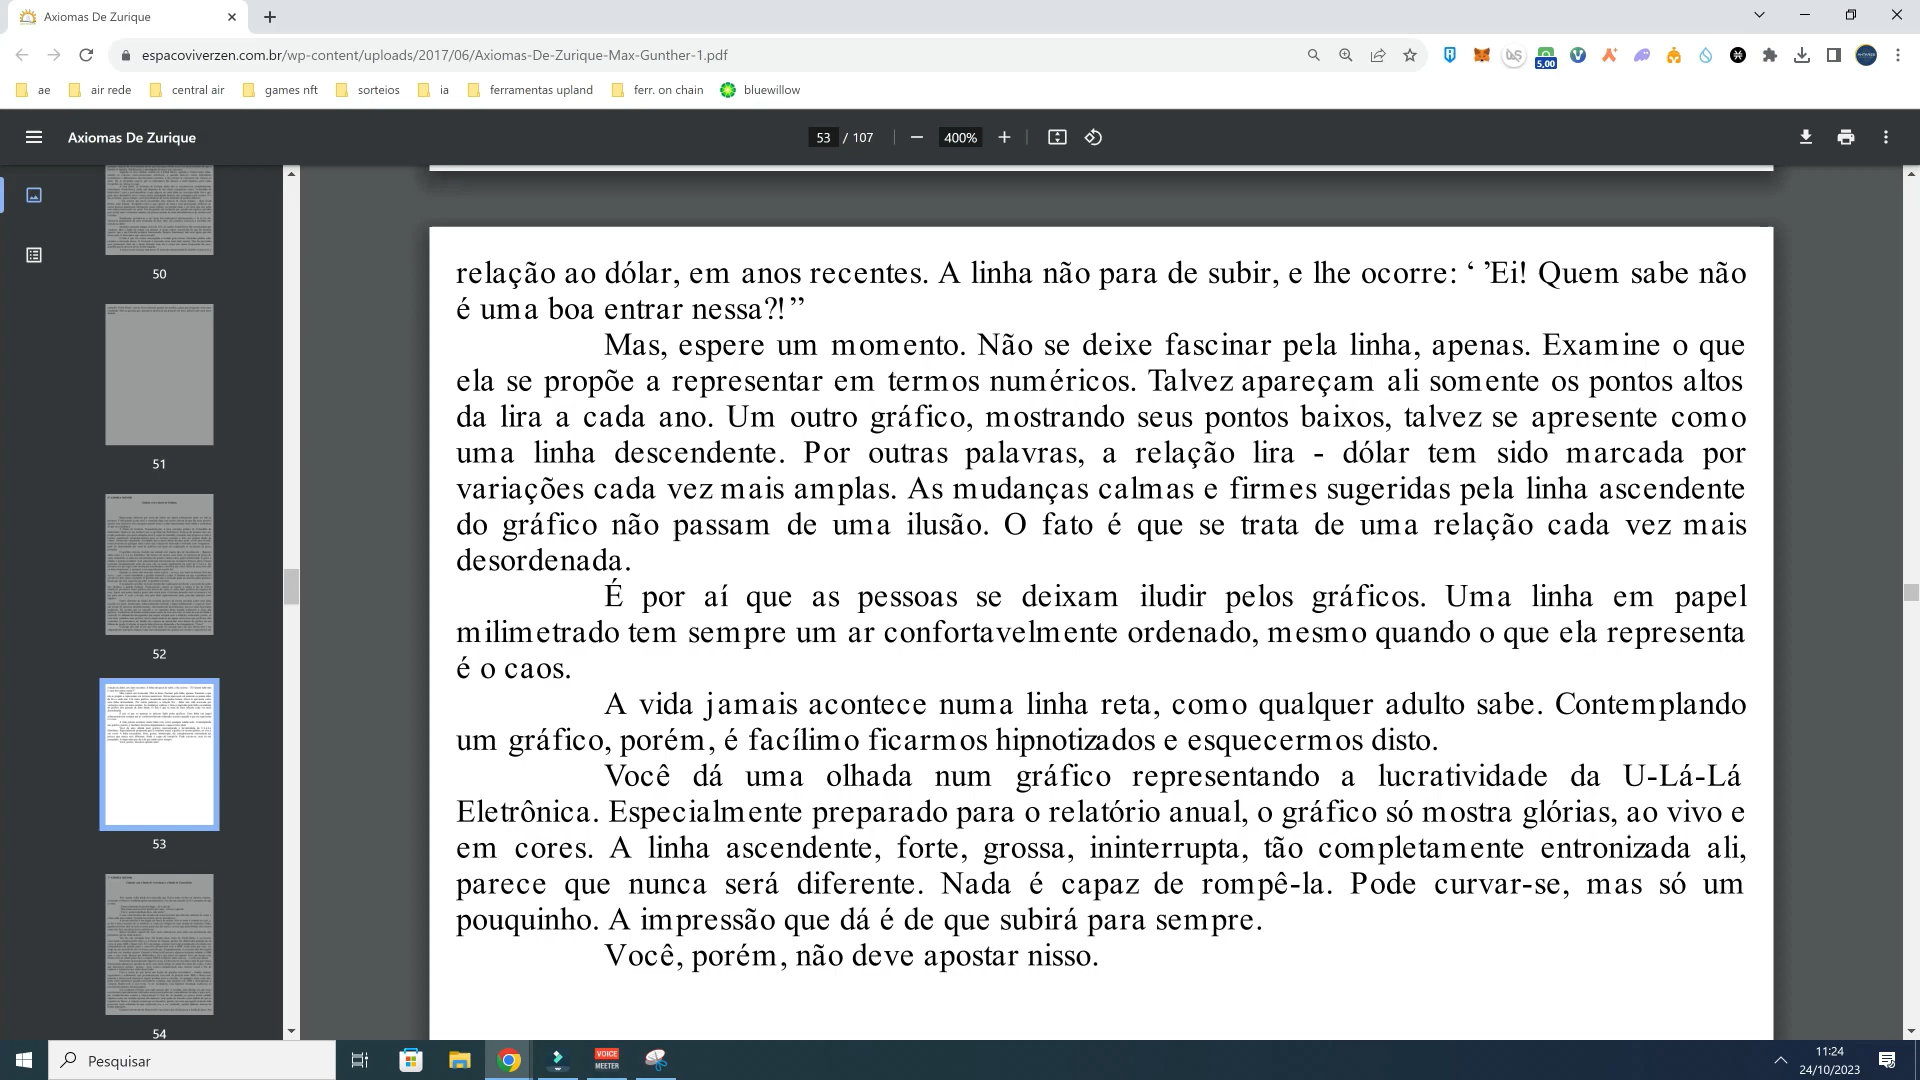 Axiomas De Zurique
espacoviverzen.com.br/wp-content/uploads/2017/06/Axiomas-De-Zurique-Max-Gunther-1.pdf
5,00
ae
air rede
central air
games nft
sorteios
ia
ferramentas upland
ferr. on chain
bluewillow
Axiomas De Zurique
53 / 107
400%
50
51
52
53
54
relação ao dólar, em anos recentes. A linha não para de subir, e lhe ocorre: ‘ ’Ei! Quem sabe não
é uma boa entrar nessa?!”
Mas, espere um momento. Não se deixe fascinar pela linha, apenas. Examine o que
ela se propõe a representar em termos numéricos. Talvez apareçam ali somente os pontos altos
da lira a cada ano. Um outro gráfico, mostrando seus pontos baixos, talvez se apresente como
uma linha descendente. Por outras palavras, a relação lira - dólar tem sido marcada por
variações cada vez mais amplas. As mudanças calmas e firmes sugeridas pela linha ascendente
do gráfico não passam de uma ilusão. O fato é que se trata de uma relação cada vez mais
desordenada.
É por aí que as pessoas se deixam iludir pelos gráficos. Uma linha em papel
milimetrado tem sempre um ar confortavelmente ordenado, mesmo quando o que ela representa
é o caos.
A vida jamais acontece numa linha reta, como qualquer adulto sabe. Contemplando
um gráfico, porém, é facílimo ficarmos hipnotizados e esquecermos disto.
Você dá uma olhada num gráfico representando a lucratividade da U-Lá-Lá
Eletrônica. Especialmente preparado para o relatório anual, o gráfico só mostra glórias, ao vivo e
em cores. A linha ascendente, forte, grossa, ininterrupta, tão completamente entronizada ali,
parece que nunca será diferente. Nada é capaz de rompê-la. Pode curvar-se, mas só um
pouquinho. A impressão que dá é de que subirá para sempre.
Você, porém, não deve apostar nisso.
Pesquisar
VOICE
MEETER
11:24
24/10/2023